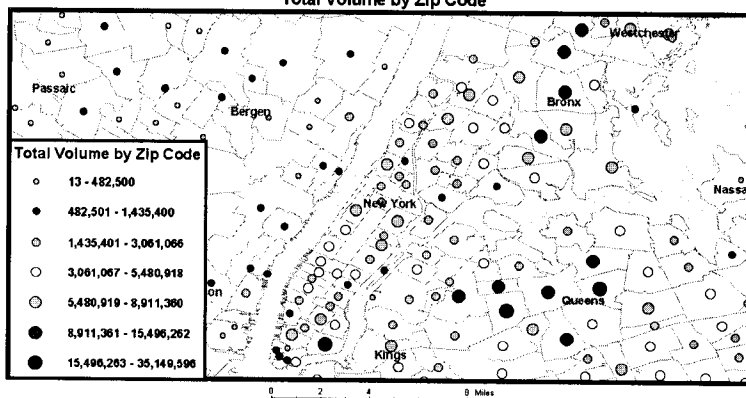 Total Volume by Zip Code
Westchester
Passaic
Bergen
Bronx
Total Volume by Zip Code
13 - 482,500
482,501 - 1,435,400
1,435,401 - 3,061,066
3,061,067 - 5,480,918
5,480,919 - 8,911,360
8,911,361 - 15,496,262
15,496,263 - 35,149,596
Nassa
New York
on
Queens
Kings
0 2 4 8 Miles